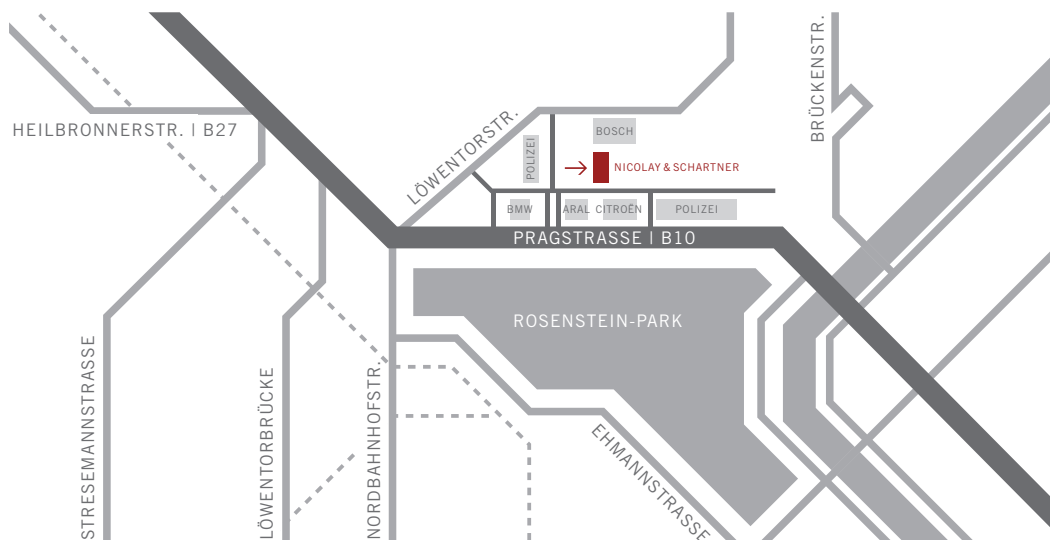 BRÜCKENSTR.
HEILBRONNERSTR. | B27
LÖWENTORSTR.
POLIZEI
BOSCH
NICOLAY & SCHARTNER
BMW
ARAL
CITROËN
POLIZEI
PRAGSTRASSE | B10
ROSENSTEIN-PARK
STRESEMANNSTRASSE
LÖWENTORBRÜCKE
NORDBAHNHOFSTR.
EHMANNSTRASSE